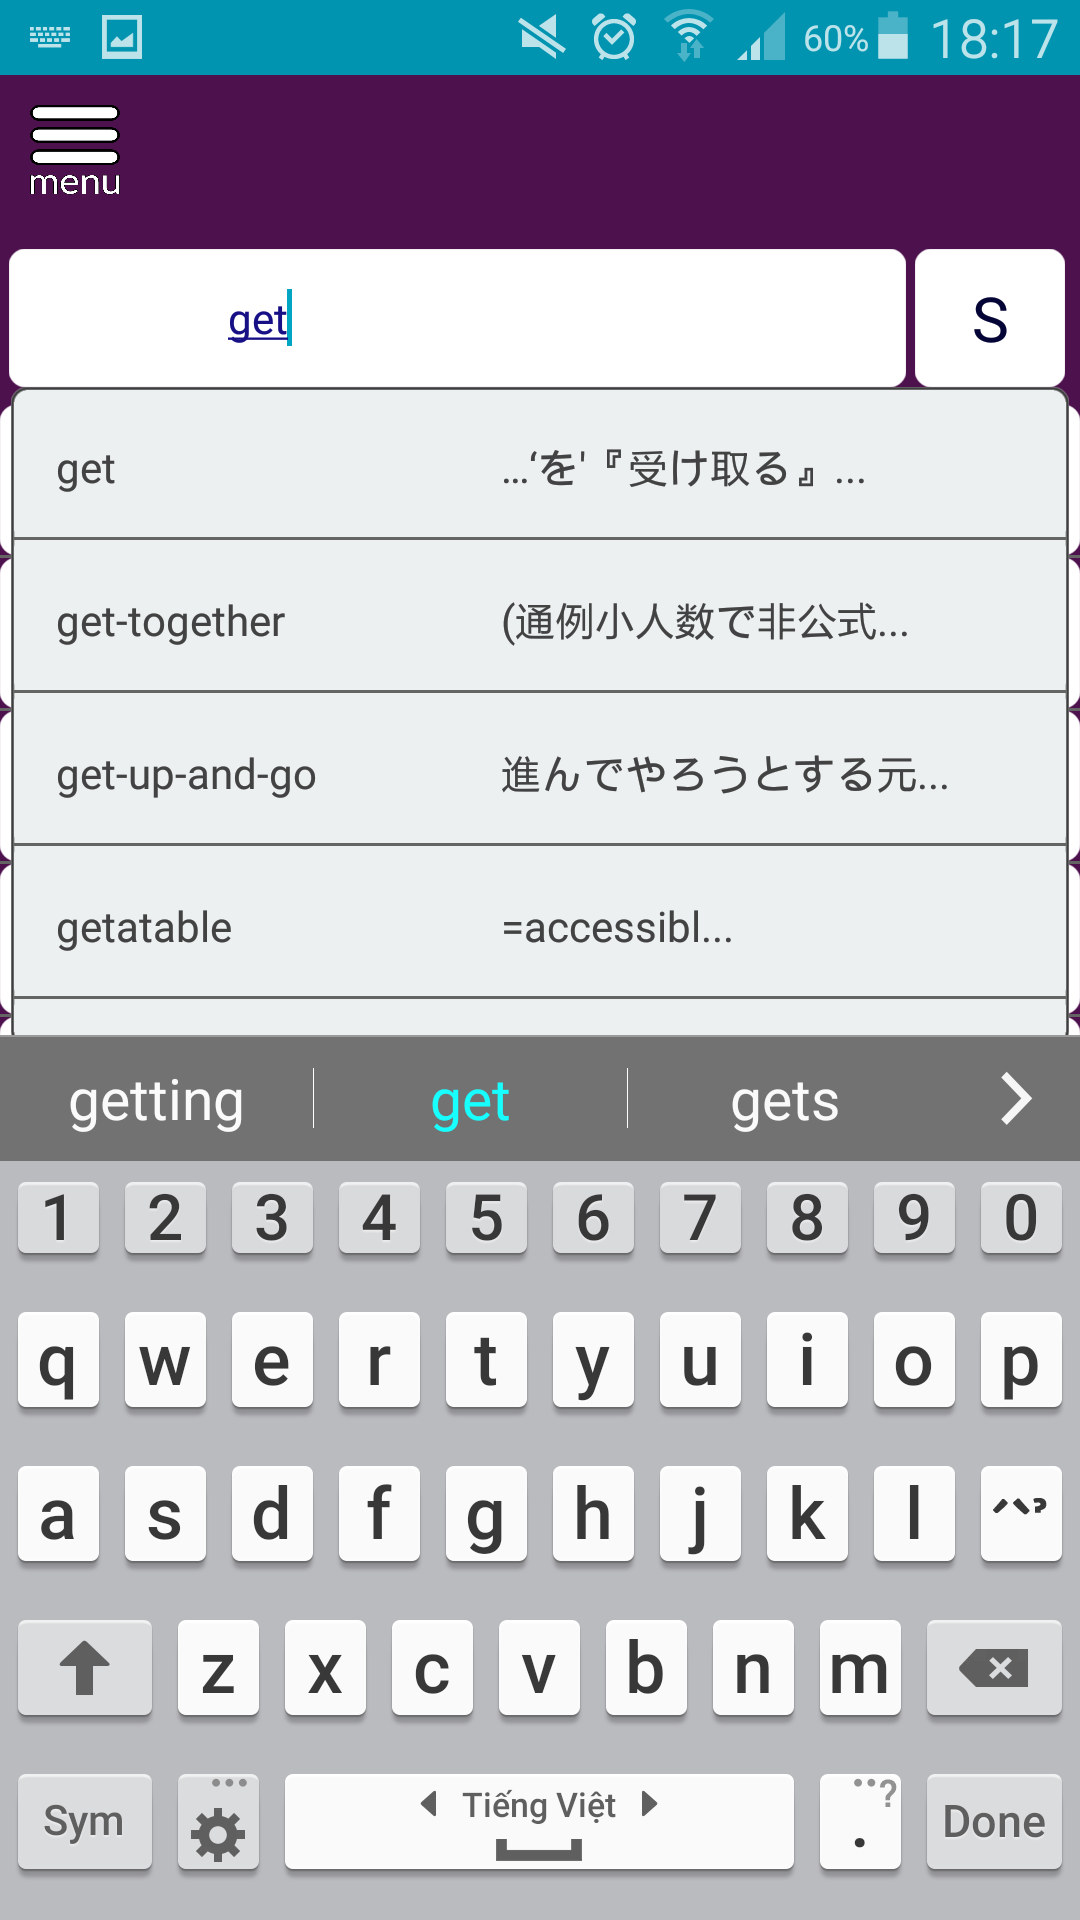 60% 18:17
menu
get S
get ...‘を'『受け取る』...
get-together (通例小人数で非公式...
get-up-and-go 進んでやろうとする元...
getatable =accessibl...
getting get gets
1 2 3 4 5 6 7 8 9 0
q w e r t y u i o p
a s d f g h j k l
z x c v b n m
Sym Tiếng Việt ? . Done